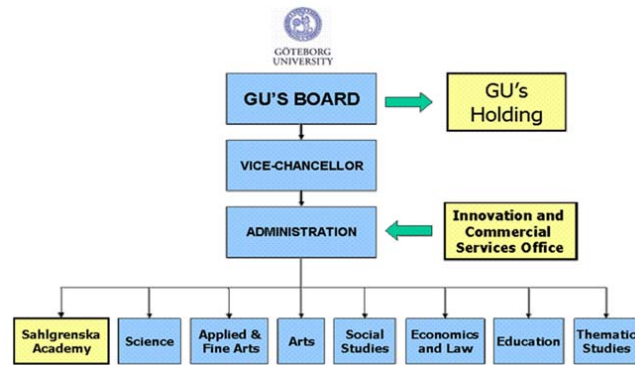 GÖTEBORG
UNIVERSITY
GU'S BOARD
GU's
Holding
VICE-CHANCELLOR
ADMINISTRATION
Innovation and
Commercial
Services Office
Sahlgrenska
Academy
Science
Applied &
Fine Arts
Arts
Social
Studies
Economics
and Law
Education
Thematic
Studies